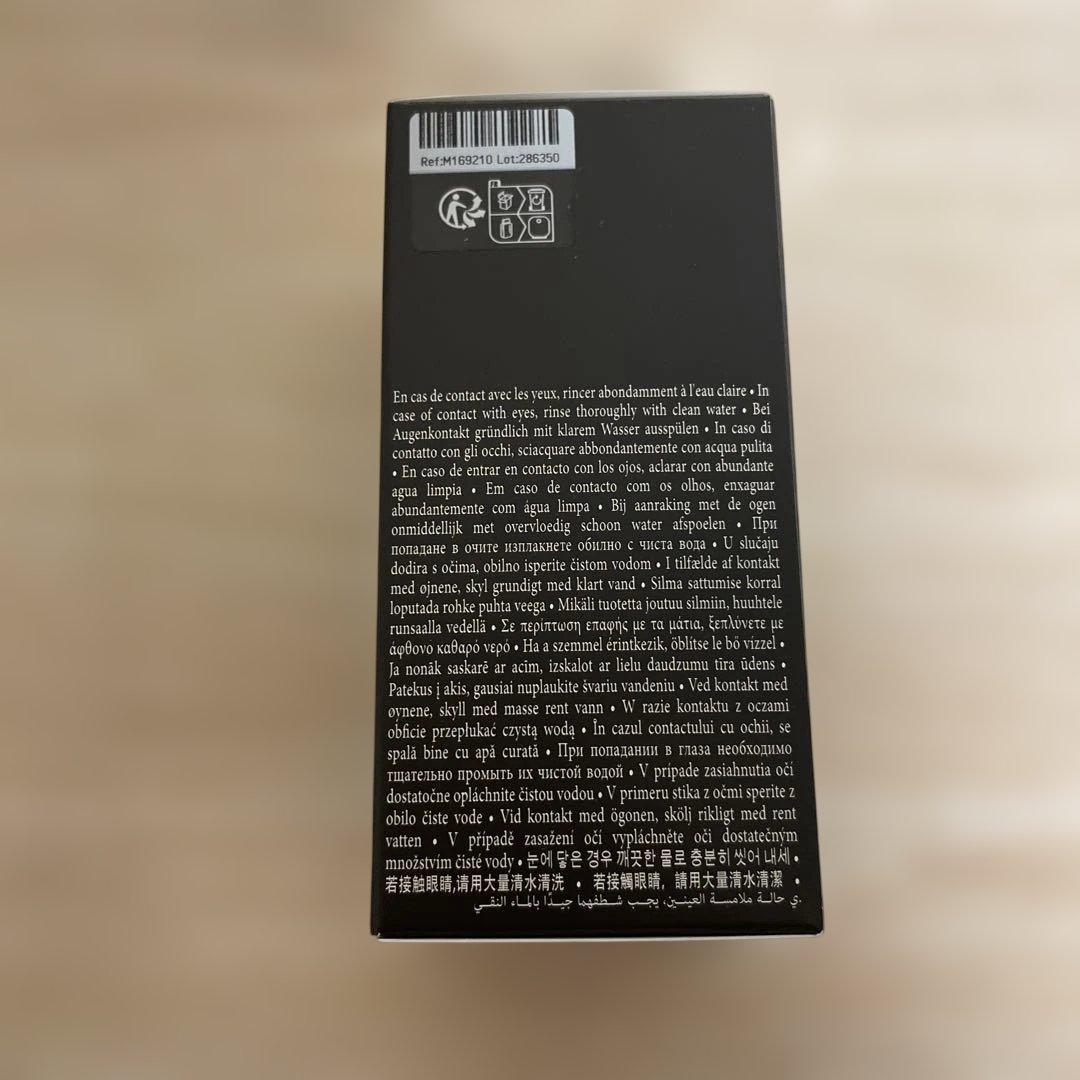 Ref:M169210 Lot:286350
FR
En cas de contact avec les yeux, rincer abondamment à l'eau claire • In
case of contact with eyes, rinse thoroughly with clean water • Bei
Augenkontakt gründlich mit klarem Wasser ausspülen • In caso di
contatto con gli occhi, sciacquare abbondantemente con acqua pulita
• En caso de entrar en contacto con los ojos, aclarar con abundante
agua limpia • Em caso de contacto com os olhos, enxaguar
abundantemente com água limpa • Bij aanraking met de ogen
onmiddellijk met overvloedig schoon water afspoelen • При
попадане в очите изплакнете обилно с чиста вода • U slučaju
dodira s očima, obilno isperite čistom vodom • I tilfælde af kontakt
med øjnene, skyl grundigt med klart vand • Silma sattumise korral
loputada rohke puhta veega • Mikäli tuotetta joutuu silmiin, huuhtele
runsaalla vedellä • Σε περίπτωση επαφής με τα μάτια, ξεπλύνετε με
άφθονο καθαρό νερό • Ha a szemmel érintkezik, öblítse le bő vízzel •
Ja nonāk saskarē ar acīm, izskalot ar lielu daudzumu tīra ūdens •
Patekus į akis, gausiai nuplaukite švariu vandeniu • Ved kontakt med
øynene, skyll med masse rent vann • W razie kontaktu z oczami
obficie przepłukać czystą wodą • În cazul contactului cu ochii, se
spală bine cu apă curată • При попадании в глаза необходимо
тщательно промыть их чистой водой • V prípade zasiahnutia očí
dostatočne opláchnite čistou vodou • V primeru stika z očmi sperite z
obilo čiste vode • Vid kontakt med ögonen, skölj rikligt med rent
vatten • V případě zasažení očí vypláchněte oči dostatečným
množstvím čisté vody • 눈에 닿은 경우 깨끗한 물로 충분히 씻어 내세 •
若接触眼睛,请用大量清水清洗 • 若接觸眼睛，請用大量清水清潔 •
ي حالة ملامسة العينين، يجب شطفهما جيدًا بالماء النقي.